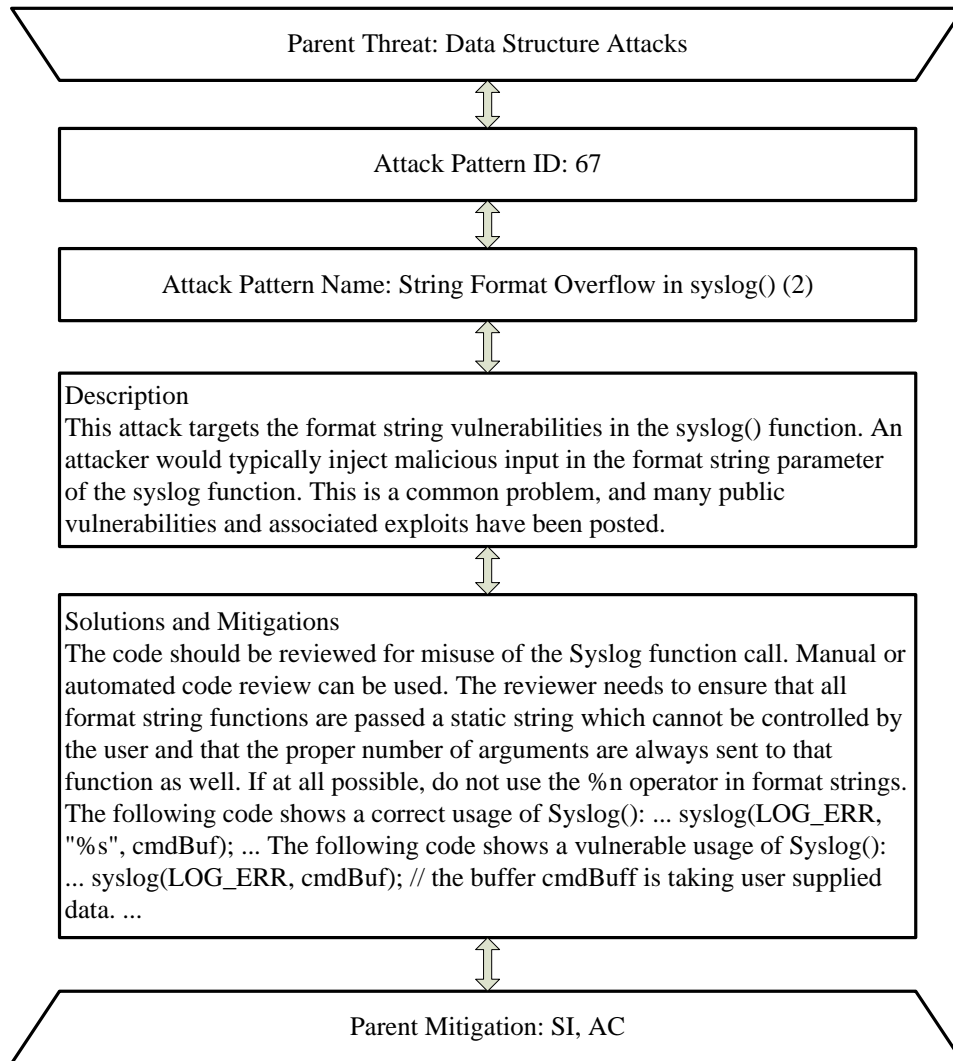 Parent Threat: Data Structure Attacks
Attack Pattern ID: 67
Attack Pattern Name: String Format Overflow in syslog() (2)
Description
This attack targets the format string vulnerabilities in the syslog() function. An
attacker would typically inject malicious input in the format string parameter
of the syslog function. This is a common problem, and many public
vulnerabilities and associated exploits have been posted.
Solutions and Mitigations
The code should be reviewed for misuse of the Syslog function call. Manual or
automated code review can be used. The reviewer needs to ensure that all
format string functions are passed a static string which cannot be controlled by
the user and that the proper number of arguments are always sent to that
function as well. If at all possible, do not use the %n operator in format strings.
The following code shows a correct usage of Syslog(): ... syslog(LOG_ERR,
"%s", cmdBuf); ... The following code shows a vulnerable usage of Syslog():
... syslog(LOG_ERR, cmdBuf); // the buffer cmdBuff is taking user supplied
data. ...
Parent Mitigation: SI, AC